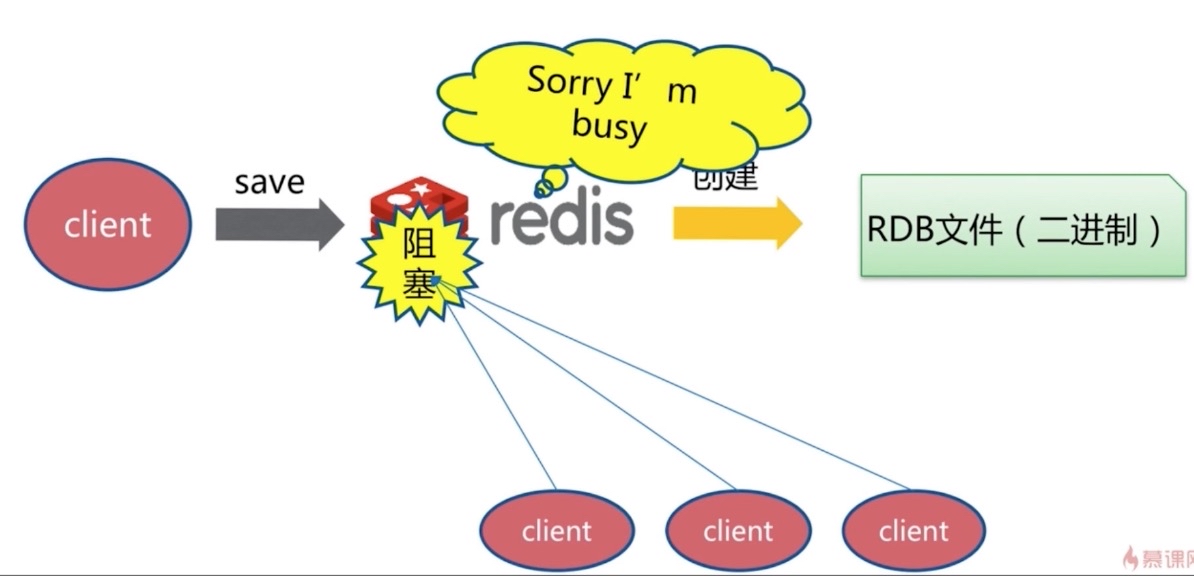 Sorry I’ m
busy
save
创建
client
redis
阻
塞
RDB文件（二进制）
client
client
client
慕课网